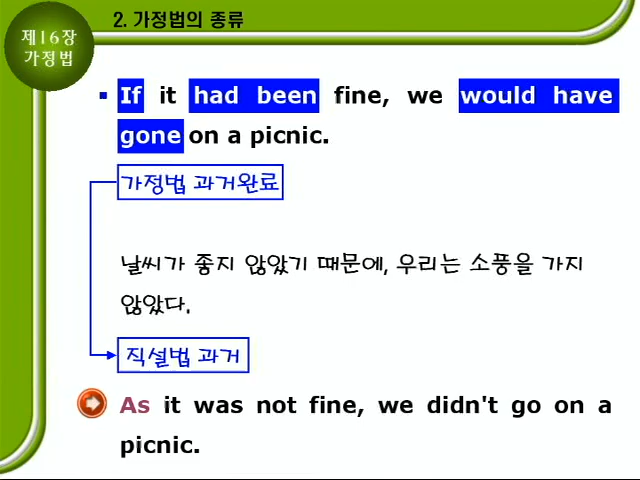 제16장
가정법
2. 가정법의 종류
If it had been fine, we would have
gone on a picnic.
가정법 과거완료
날씨가 좋지 않았기 때문에, 우리는 소풍을 가지
않았다.
직설법 과거
As it was not fine, we didn't go on a
picnic.